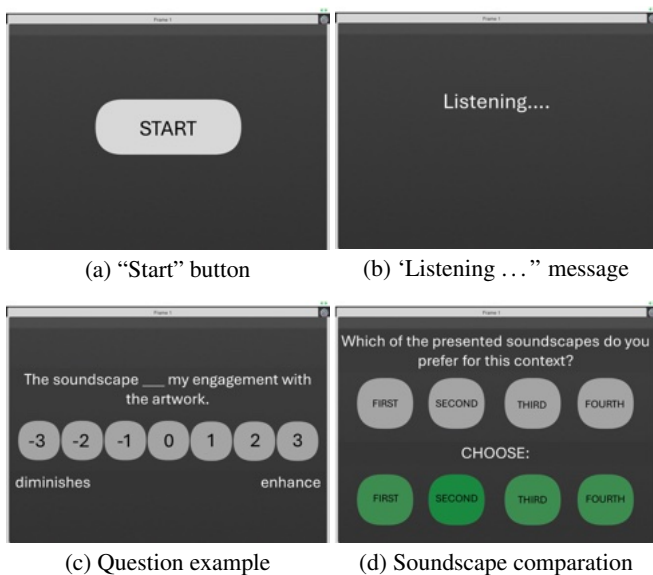 Frame 1
START
(a) “Start” button
Frame 1
Listening....
(b) ‘Listening . . .” message
Frame 1
The soundscape ___ my engagement with
the artwork.
-3 -2 -1 0 1 2 3
diminishes enhance
(c) Question example
Frame 1
Which of the presented soundscapes do you
prefer for this context?
FIRST SECOND THIRD FOURTH
CHOOSE:
FIRST SECOND THIRD FOURTH
(d) Soundscape comparation